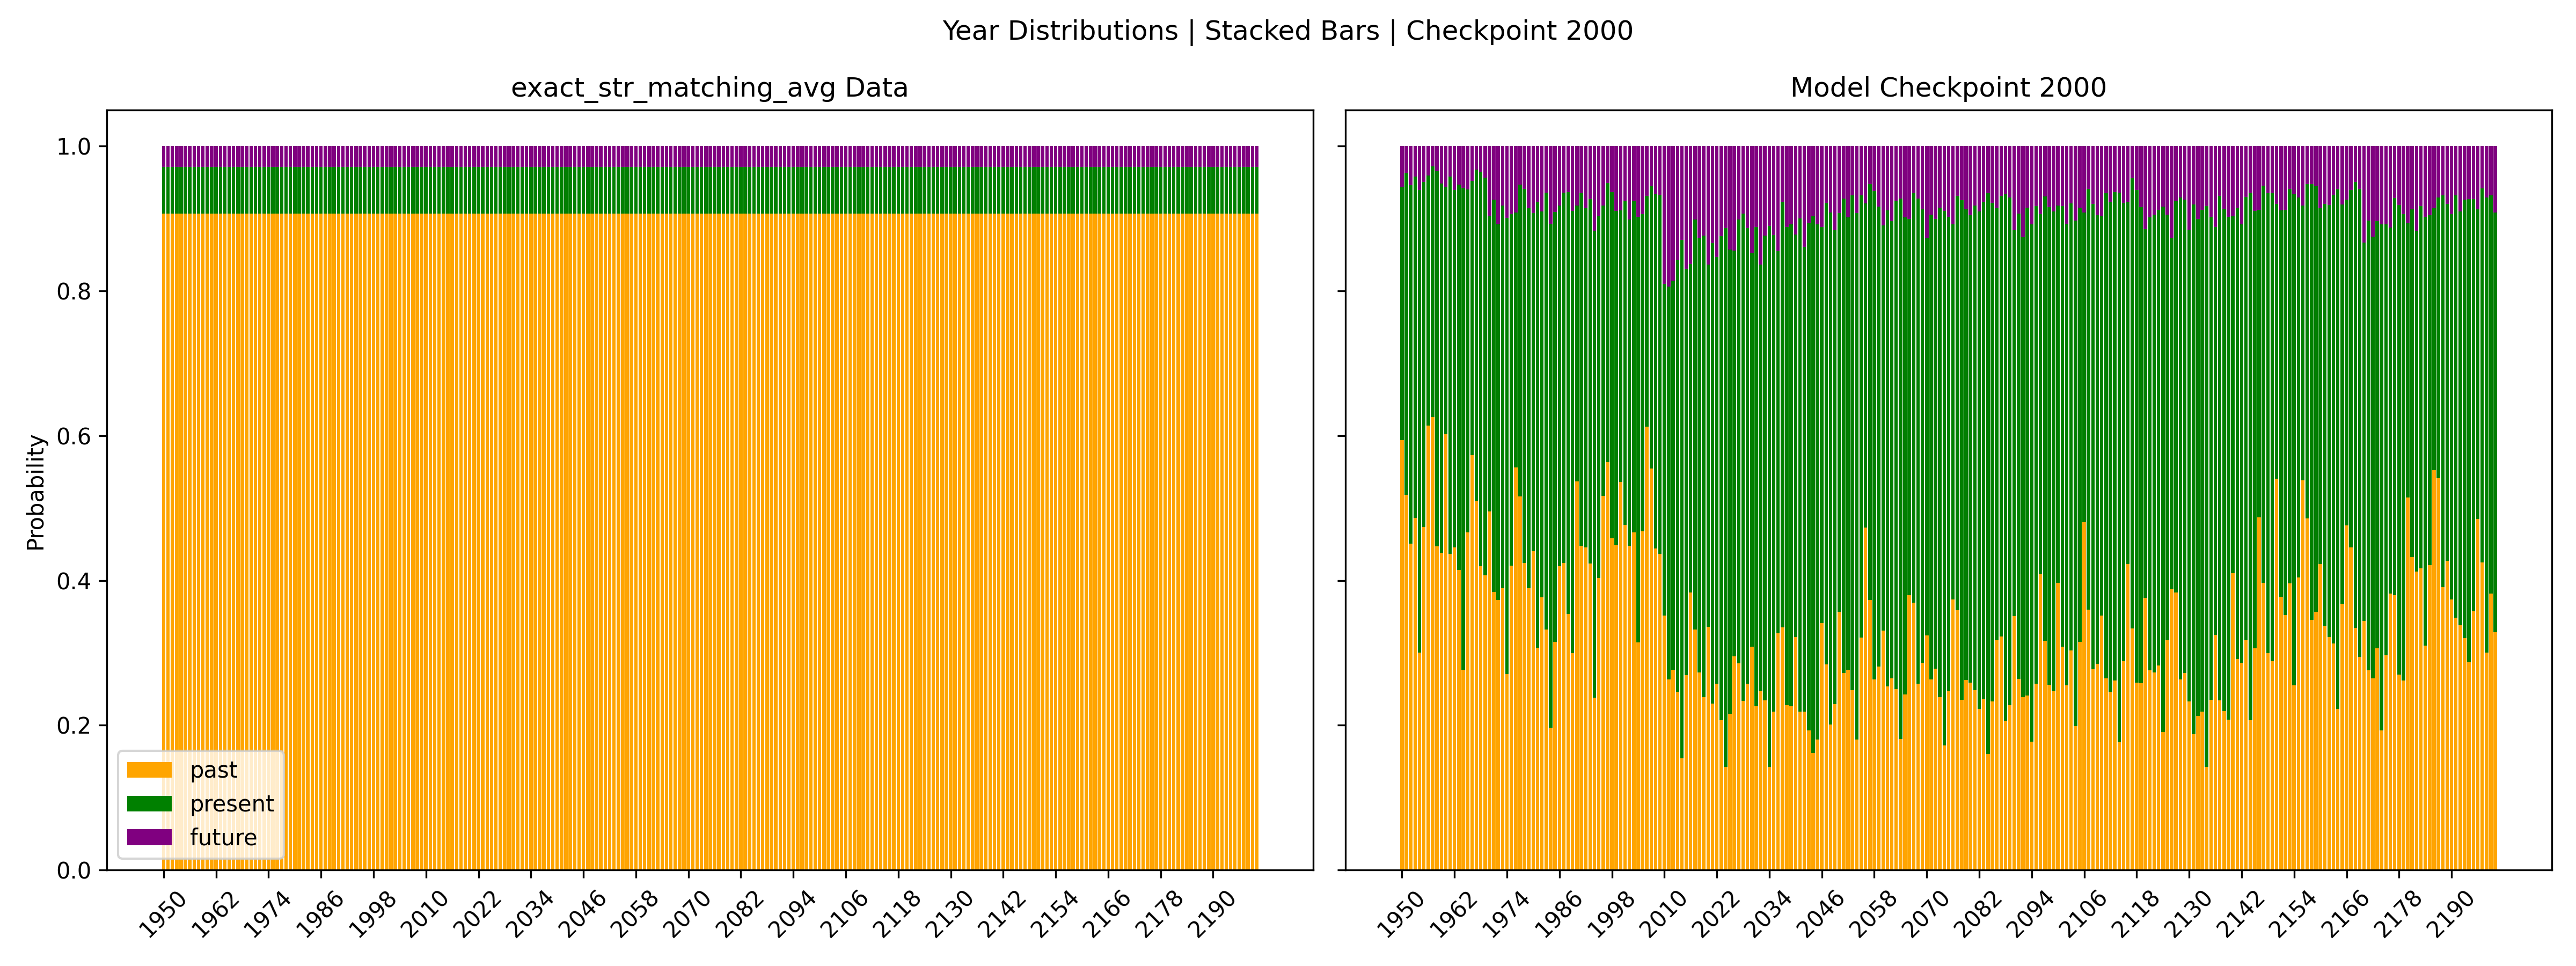 Year Distributions | Stacked Bars | Checkpoint 2000
exact_str_matching_avg Data
Probability
1.0
0.8
0.6
0.4
0.2
0.0
past
present
future
1950 1962 1974 1986 1998 2010 2022 2034 2046 2058 2070 2082 2094 2106 2118 2130 2142 2154 2166 2178 2190
Model Checkpoint 2000
1950 1962 1974 1986 1998 2010 2022 2034 2046 2058 2070 2082 2094 2106 2118 2130 2142 2154 2166 2178 2190